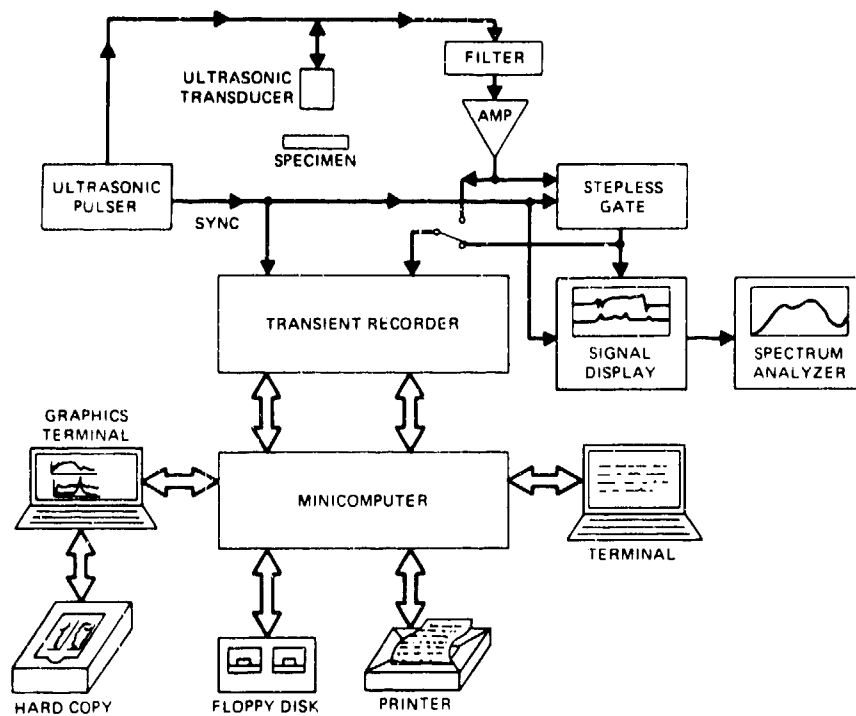 FILTER
ULTRASONIC
TRANSDUCER
AMP
SPECIMEN
ULTRASONIC
PULSER
STEPLESS
GATE
SYNC
TRANSIENT RECORDER
SIGNAL
DISPLAY
SPECTRUM
ANALYZER
GRAPHICS
TERMINAL
MINICOMPUTER
TERMINAL
HARD COPY
FLOPPY DISK
PRINTER